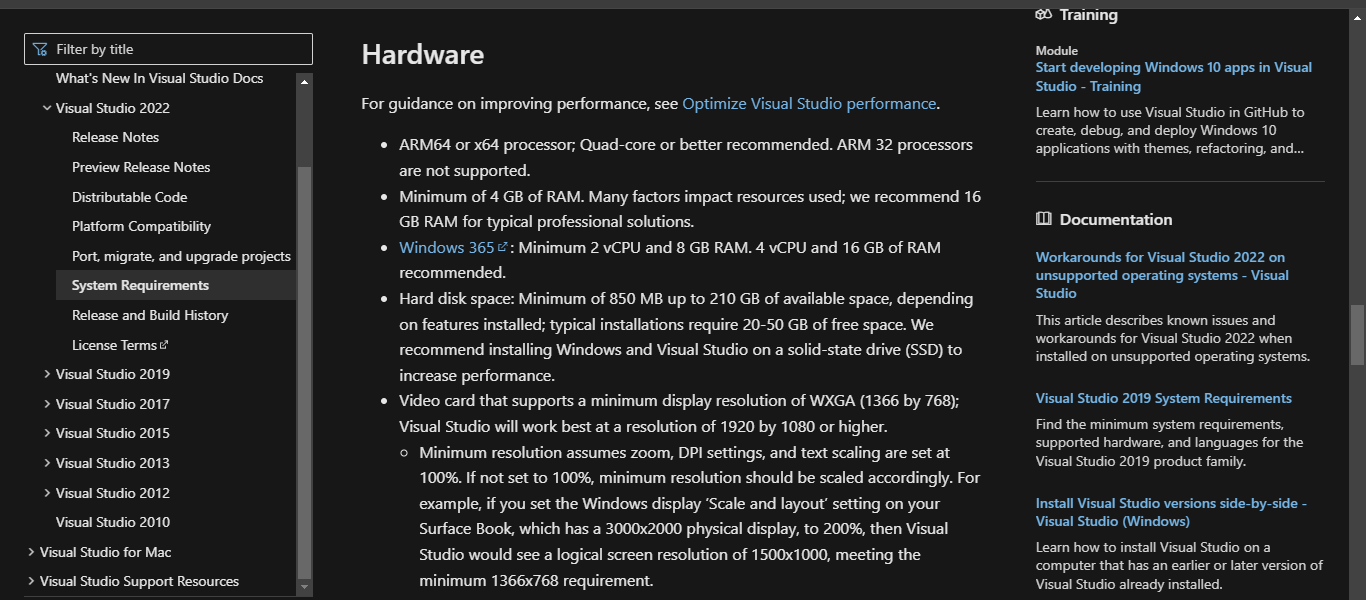 Filter by title
What's New In Visual Studio Docs
Visual Studio 2022
Release Notes
Preview Release Notes
Distributable Code
Platform Compatibility
Port, migrate, and upgrade projects
System Requirements
Release and Build History
License Terms
Visual Studio 2019
Visual Studio 2017
Visual Studio 2015
Visual Studio 2013
Visual Studio 2012
Visual Studio 2010
Visual Studio for Mac
Visual Studio Support Resources
Hardware
For guidance on improving performance, see Optimize Visual Studio performance.
• ARM64 or x64 processor; Quad-core or better recommended. ARM 32 processors
are not supported.
• Minimum of 4 GB of RAM. Many factors impact resources used; we recommend 16
GB RAM for typical professional solutions.
• Windows 365: Minimum 2 vCPU and 8 GB RAM. 4 vCPU and 16 GB of RAM
recommended.
• Hard disk space: Minimum of 850 MB up to 210 GB of available space, depending
on features installed; typical installations require 20-50 GB of free space. We
recommend installing Windows and Visual Studio on a solid-state drive (SSD) to
increase performance.
• Video card that supports a minimum display resolution of WXGA (1366 by 768);
Visual Studio will work best at a resolution of 1920 by 1080 or higher.
○ Minimum resolution assumes zoom, DPI settings, and text scaling are set at
100%. If not set to 100%, minimum resolution should be scaled accordingly. For
example, if you set the Windows display ‘Scale and layout’ setting on your
Surface Book, which has a 3000x2000 physical display, to 200%, then Visual
Studio would see a logical screen resolution of 1500x1000, meeting the
minimum 1366x768 requirement.
Training
Module
Start developing Windows 10 apps in Visual
Studio - Training
Learn how to use Visual Studio in GitHub to
create, debug, and deploy Windows 10
applications with themes, refactoring, and...
Documentation
Workarounds for Visual Studio 2022 on
unsupported operating systems - Visual
Studio
This article describes known issues and
workarounds for Visual Studio 2022 when
installed on unsupported operating systems.
Visual Studio 2019 System Requirements
Find the minimum system requirements,
supported hardware, and languages for the
Visual Studio 2019 product family.
Install Visual Studio versions side-by-side -
Visual Studio (Windows)
Learn how to install Visual Studio on a
computer that has an earlier or later version of
Visual Studio already installed.